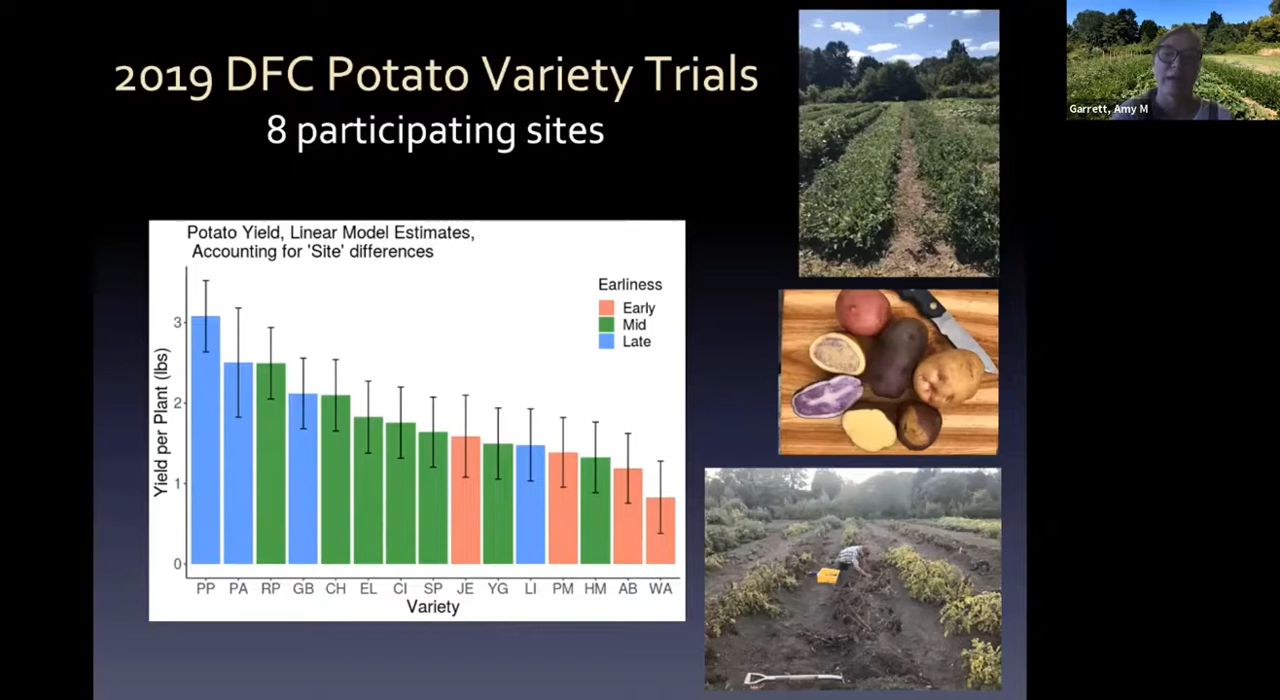 2019 DFC Potato Variety Trials
8 participating sites
Garrett, Amy M
Potato Yield, Linear Model Estimates,
Accounting for 'Site' differences
Earliness
Early
Mid
Late
Yield per Plant (lbs)
3
2
1
0
PP PA RP GB CH EL CI SP JE YG LI PM HM AB WA
Variety